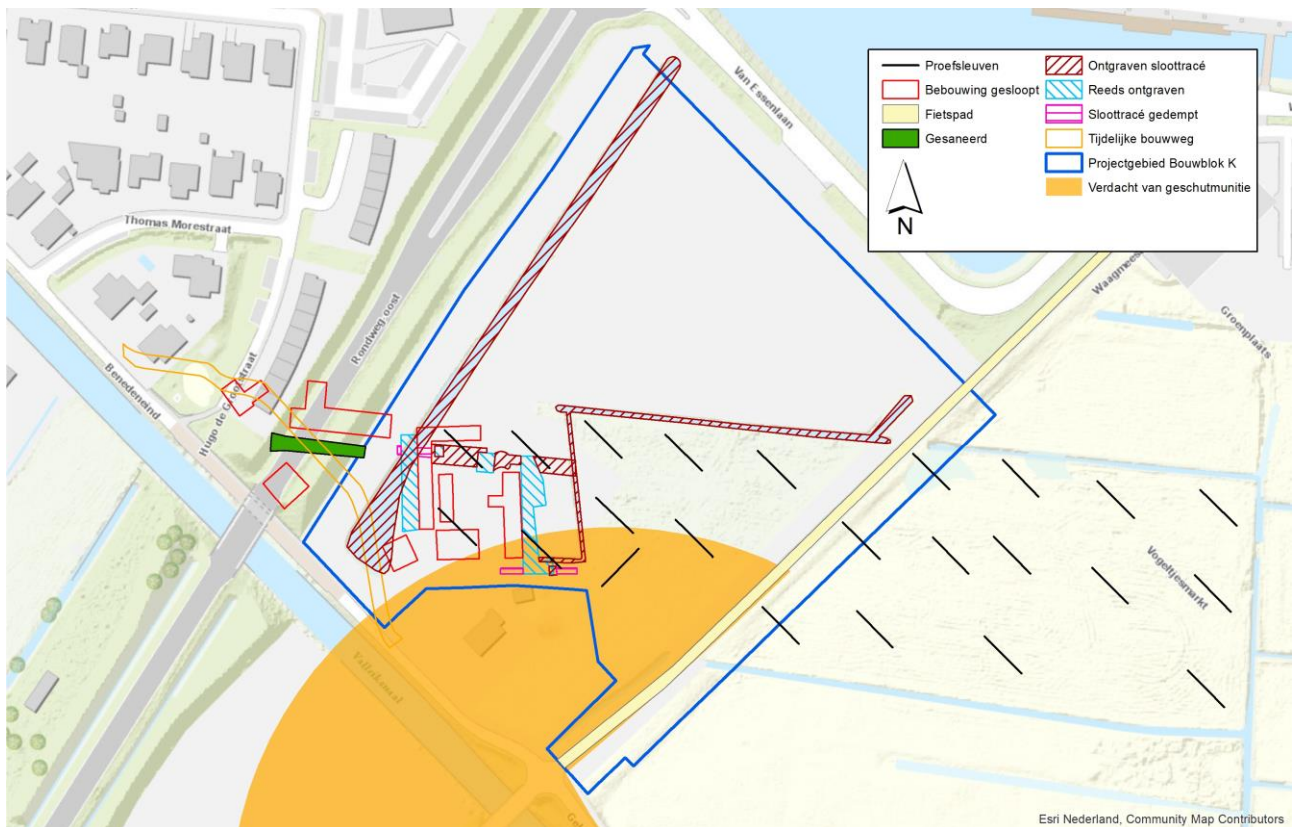 Proefsleuven
Bebouwing gesloopt
Fietspad
Gesaneerd
N
Ontgraven sloottracé
Reeds ontgraven
Sloottracé gedempt
Tijdelijke bouwweg
Projectgebied Bouwblok K
Verdacht van geschutmunitie
Van Essenlaan
Thomas Morestraat
Rondweg oost
Hugo de Grootstraat
Benedeneind
Valleikanaal
Groenplaats
Vogeltjesmarkt
Esri Nederland, Community Map Contributors